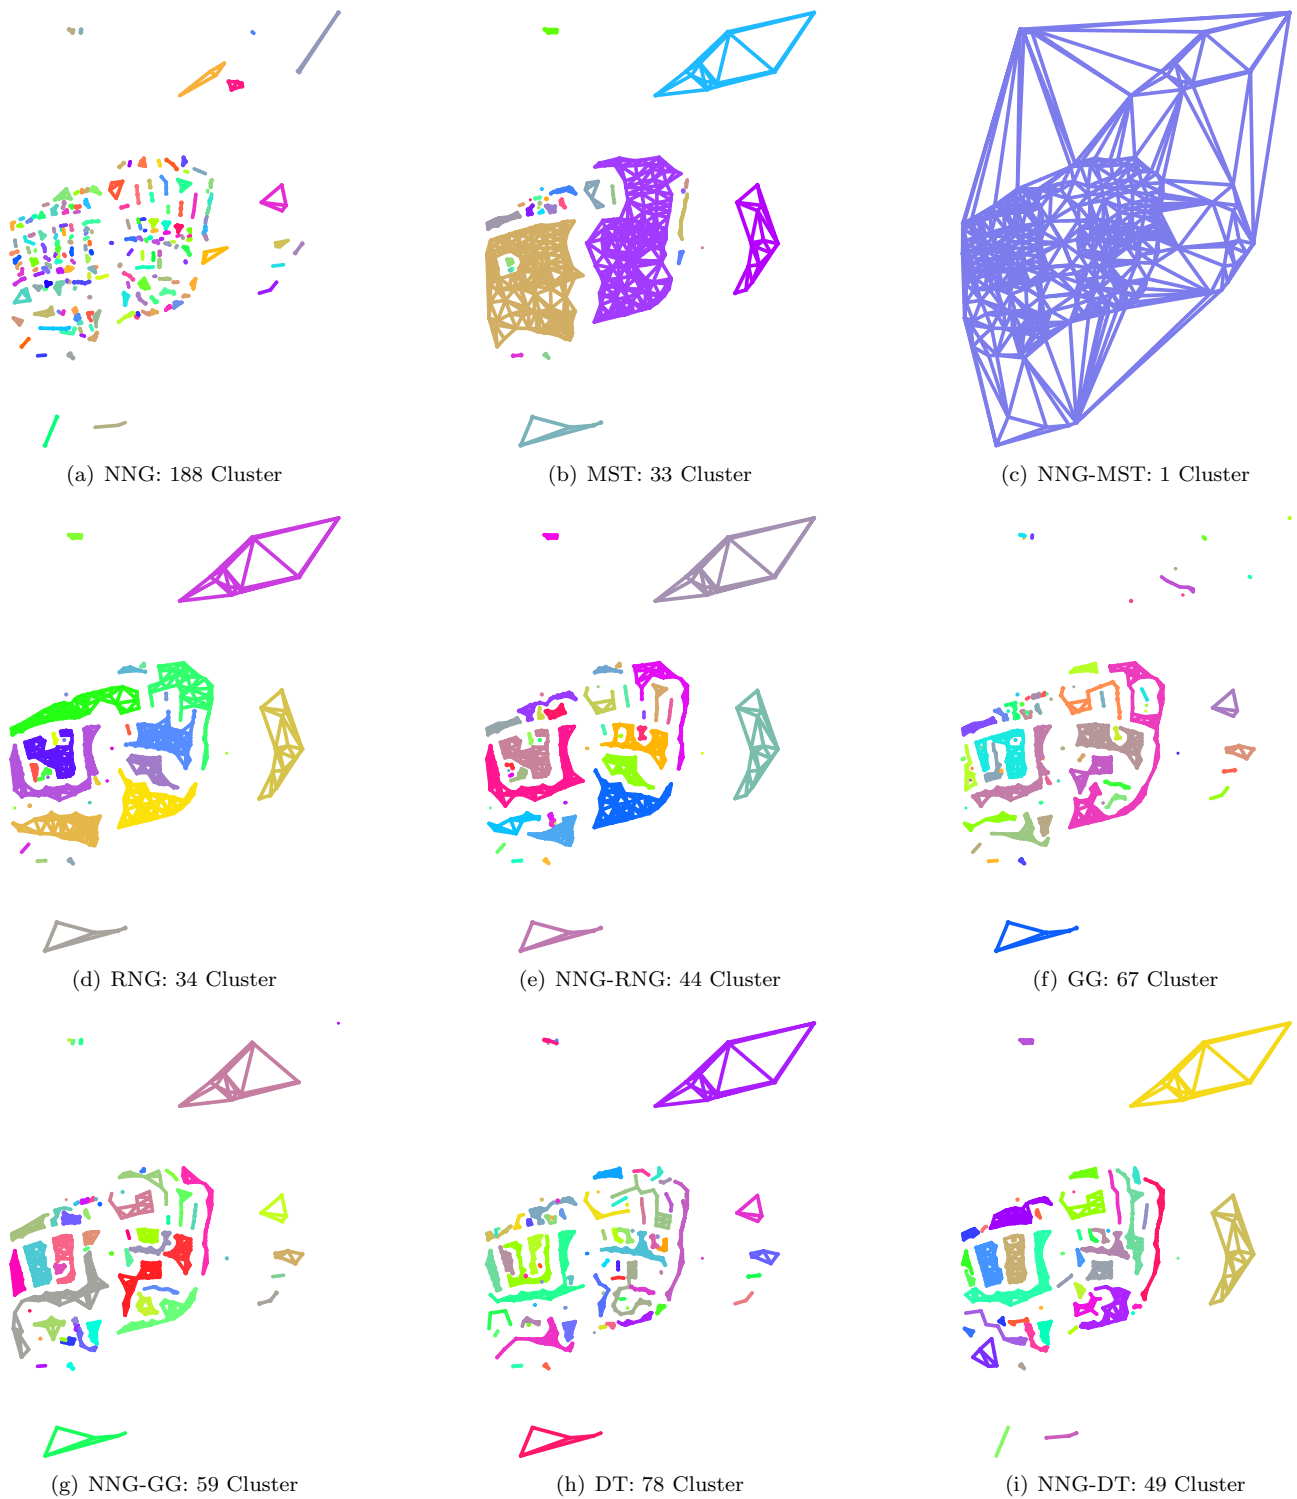 (a) NNG: 188 Cluster
(b) MST: 33 Cluster
(c) NNG-MST: 1 Cluster
(d) RNG: 34 Cluster
(e) NNG-RNG: 44 Cluster
(f) GG: 67 Cluster
(g) NNG-GG: 59 Cluster
(h) DT: 78 Cluster
(i) NNG-DT: 49 Cluster